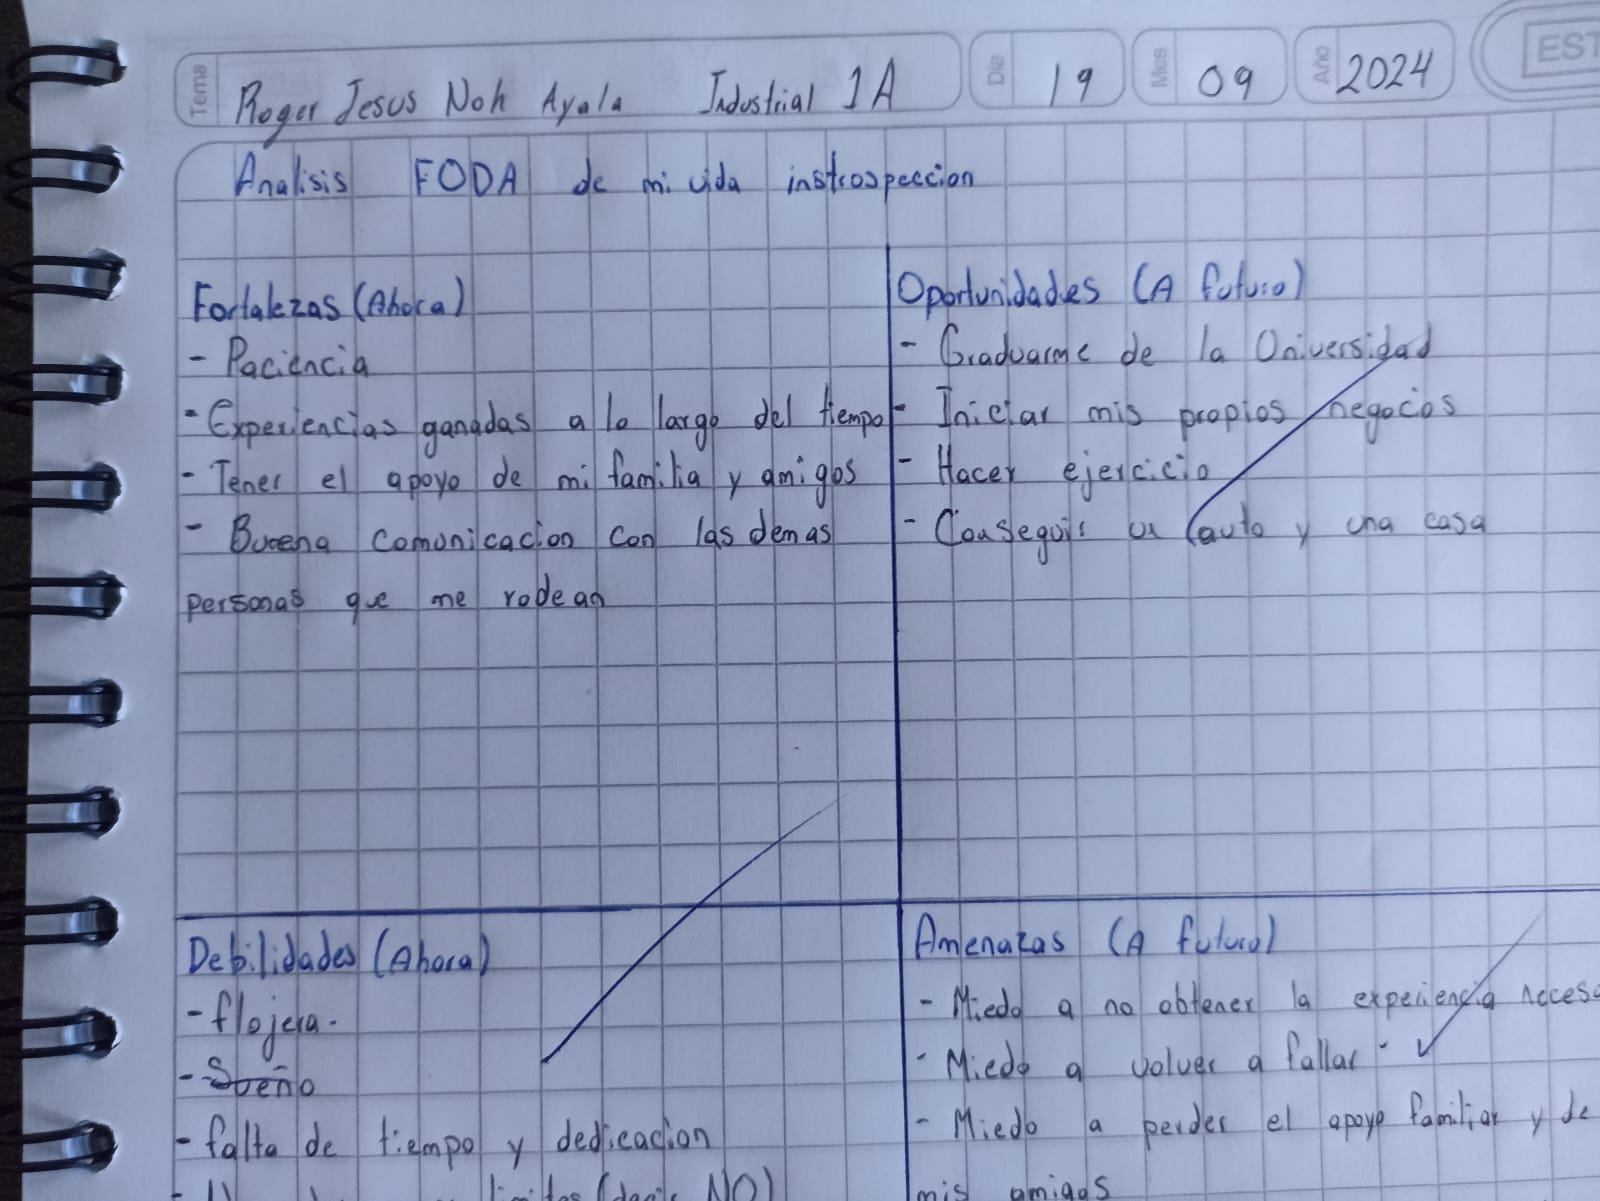 Tema Roger Jesus Noh Ayala Industrial 1A Día 19 Mes 09 Año 2024 EST
Analisis FODA de mi vida instrospeccion
Fortalezas (Ahora)
- Paciencia
- Experiencias ganadas a lo largo del tiempo
- Tener el apoyo de mi familia y amigos
- Buena comunicacion con las demas
personas que me rodean
Oportunidades (A futuro)
- Graduarme de la Universidad
- Iniciar mis propios negocios
- Hacer ejercicio
- Conseguir un auto y una casa
Debilidades (Ahora)
- flojera.
- Sueño
- falta de tiempo y dedicacion
limites (decir NO)
Amenazas (A futuro)
- Miedo a no obtener la experiencia neces
- Miedo a volver a fallar
- Miedo a perder el apoyo familiar y de
mis amigos